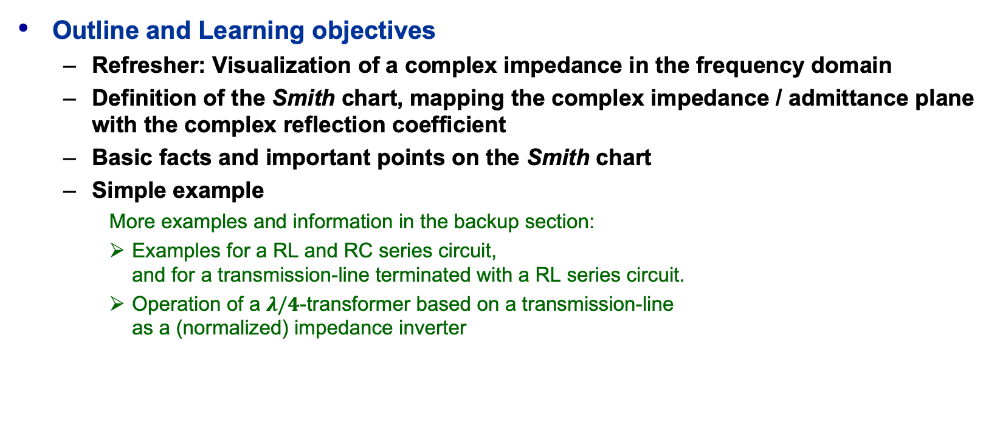 • Outline and Learning objectives
– Refresher: Visualization of a complex impedance in the frequency domain
– Definition of the Smith chart, mapping the complex impedance / admittance plane
with the complex reflection coefficient
– Basic facts and important points on the Smith chart
– Simple example
More examples and information in the backup section:
➢ Examples for a RL and RC series circuit,
and for a transmission-line terminated with a RL series circuit.
➢ Operation of a λ/4-transformer based on a transmission-line
as a (normalized) impedance inverter